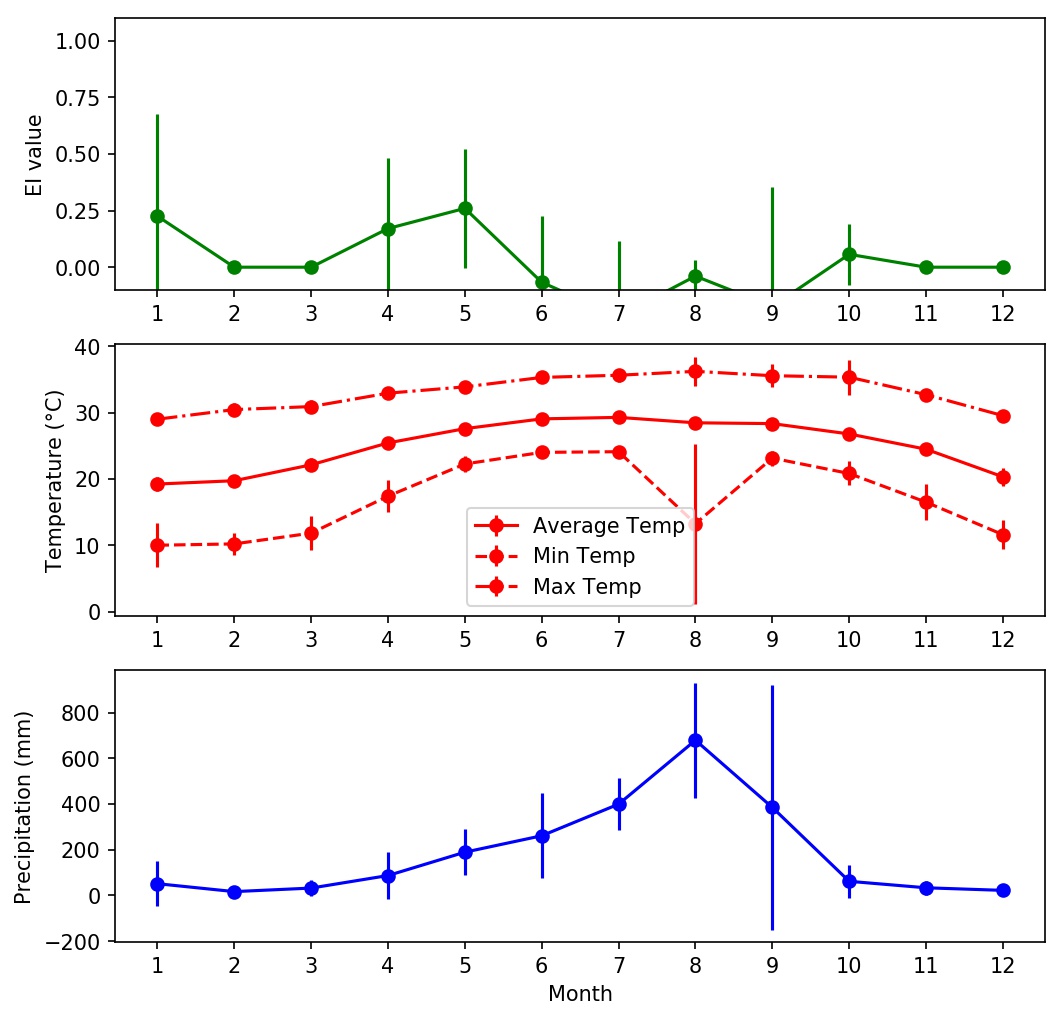 EI value
1.00
0.75
0.50
0.25
0.00
1 2 3 4 5 6 7 8 9 10 11 12
Temperature (°C)
40
30
20
10
0
Average Temp
Min Temp
Max Temp
1 2 3 4 5 6 7 8 9 10 11 12
Precipitation (mm)
800
600
400
200
0
−200
1 2 3 4 5 6 7 8 9 10 11 12
Month